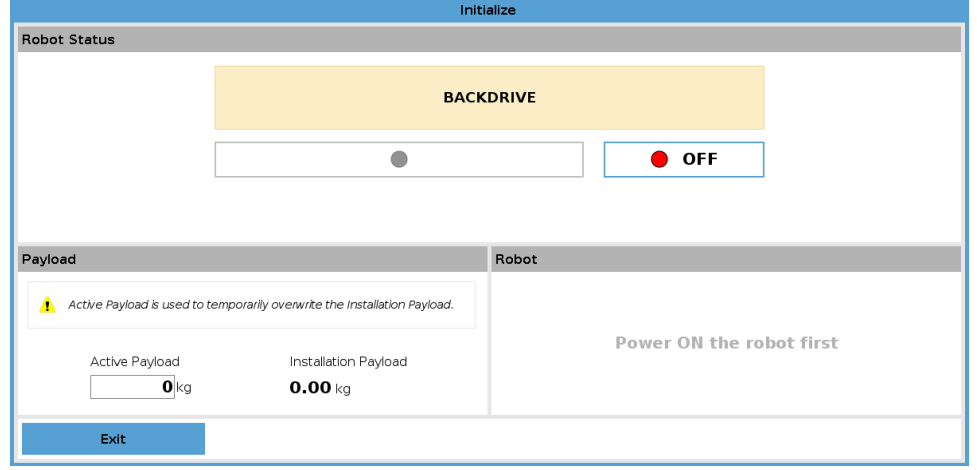 Initialize
Robot Status
BACKDRIVE
OFF
Payload
Active Payload is used to temporarily overwrite the Installation Payload.
Active Payload
Installation Payload
0 kg
0.00 kg
Robot
Power ON the robot first
Exit